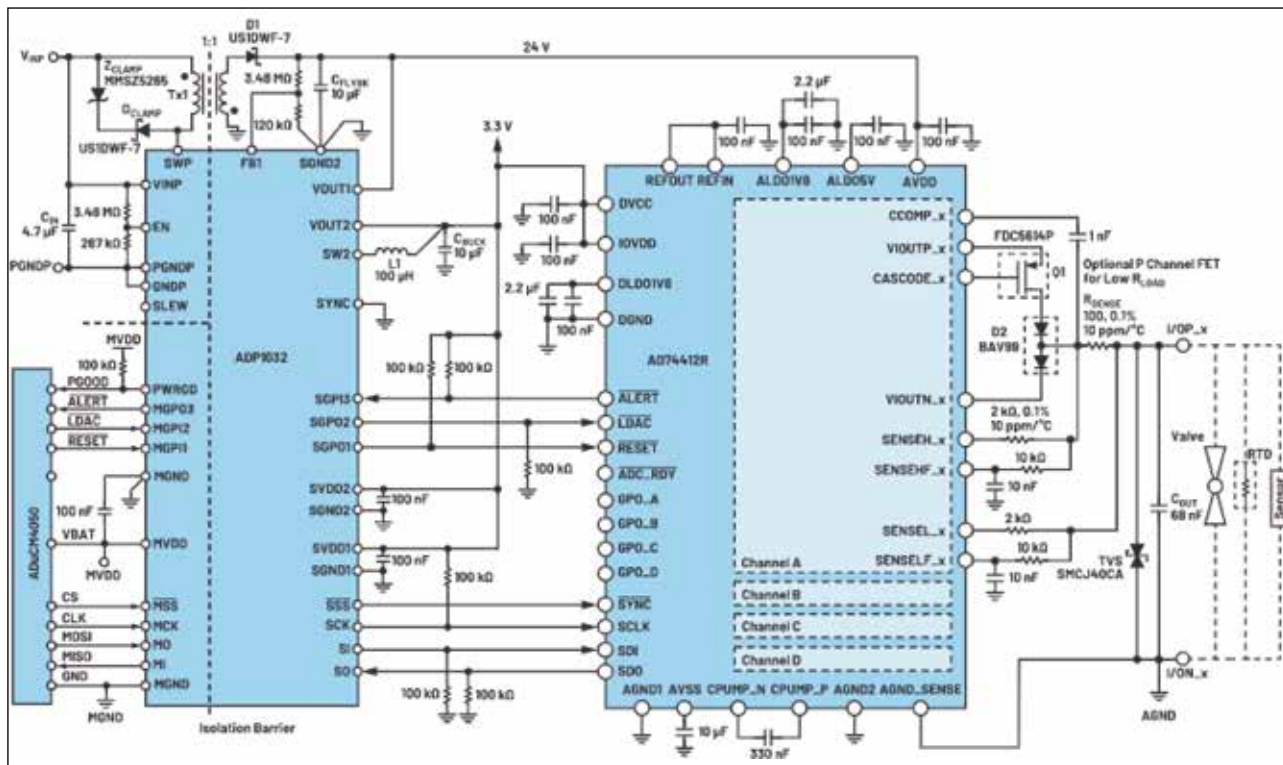 D1
US1DWF-7
1:1
24 V
VINP
ZCLAMP
MMSZ5265
Tx1
DCLAMP
US1DWF-7
3.48 MΩ
CFLYBK
10 µF
120 kΩ
3.3 V
2.2 µF
100 nF
100 nF
100 nF
100 nF
SWP
FB1
SGND2
REFOUT
REFIN
ALDO1V8
ALDO5V
AVDD
VINP
VOUT1
DVCC
100 nF
CCOMP_x
1 nF
CIN
4.7 µF
3.48 MΩ
EN
267 kΩ
VOUT2
CBUCK
10 µF
IOVDD
100 nF
VIOUTP_x
FDC5614P
Q1
SW2
L1
100 µH
CASCODE_x
Optional P Channel FET
for Low RLOAD
PGNDP
PGNDP
GNDP
SLEW
SYNC
2.2 µF
100 nF
DLDO1V8
DGND
RSENSE
100, 0.1%
10 ppm/°C
I/OP_x
D2
BAV99
MVDD
100 kΩ
ADP1032
AD74412R
100 kΩ
100 kΩ
PGOOD
PWRGD
ALERT
MGPO3
SGPI3
ALERT
VIOUTN_x
LDAC
MGPI2
SGPO2
LDAC
2 kΩ, 0.1%
10 ppm/°C
RESET
MGPI1
SGPO1
RESET
SENSEH_x
Valve
RTD
Sensor
MGND
100 kΩ
ADC_RDY
10 kΩ
SENSEHF_x
10 nF
100 nF
SVDD2
100 nF
SGND2
GPO_A
GPO_B
COUT
68 nF
ADuCM4050
VBAT
MVDD
MVDD
SVDD1
100 nF
SGND1
GPO_C
GPO_D
SENSEL_x
2 kΩ
SENSELF_x
10 kΩ
10 nF
TVS
SMCJ40CA
100 kΩ
Channel A
Channel B
Channel C
Channel D
CS
MSS
SSS
SYNC
CLK
MCK
SCK
SCLK
MOSI
MO
SI
SDI
MISO
MI
SO
SDO
GND
MGND
MGND
100 kΩ
100 kΩ
AGND1
AVSS
CPUMP_N
CPUMP_P
AGND2
AGND_SENSE
I/ON_x
AGND
10 µF
330 nF
Isolation Barrier